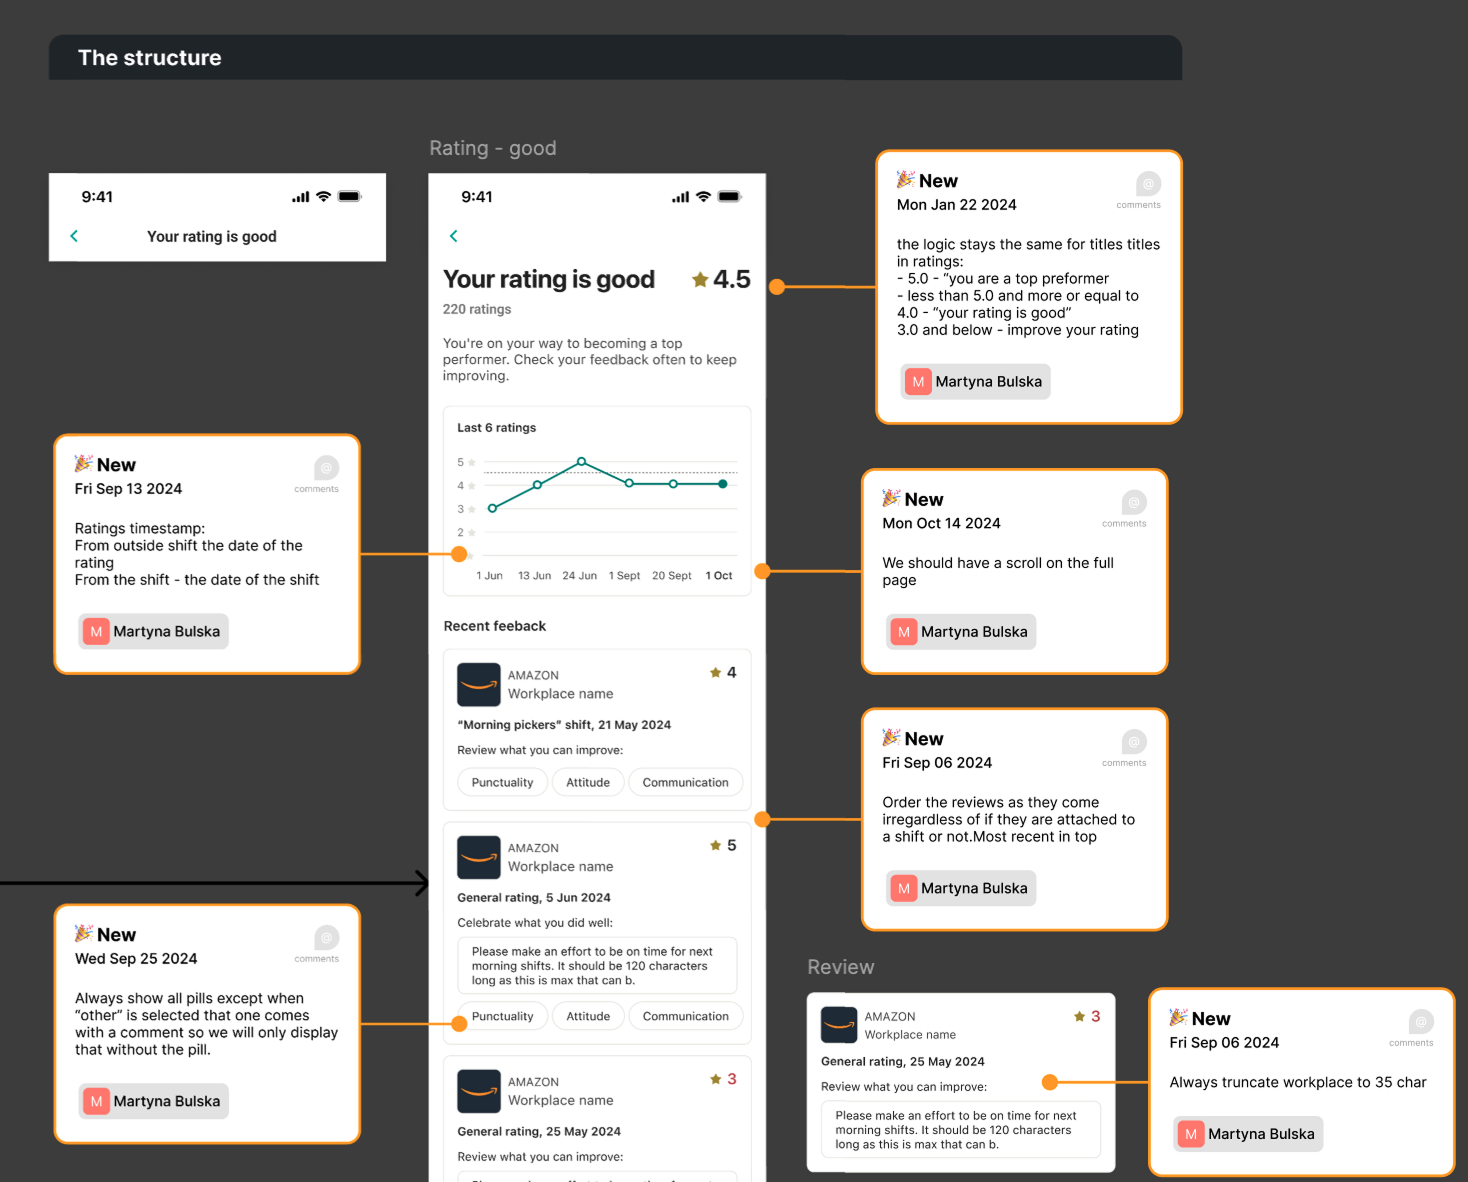 The structure
Rating - good
9:41
Your rating is good
9:41
Your rating is good
4.5
220 ratings
You're on your way to becoming a top
performer. Check your feedback often to keep
improving.
Last 6 ratings
5
4
3
2
1 Jun
13 Jun
24 Jun
1 Sept
20 Sept
1 Oct
Recent feeback
AMAZON
4
Workplace name
"Morning pickers" shift, 21 May 2024
Review what you can improve:
Punctuality
Attitude
Communication
AMAZON
5
Workplace name
General rating, 5 Jun 2024
Celebrate what you did well:
Please make an effort to be on time for next
morning shifts. It should be 120 characters
long as this is max that can b.
Punctuality
Attitude
Communication
AMAZON
3
Workplace name
General rating, 25 May 2024
Review what you can improve:
New
Mon Jan 22 2024
@
comments
the logic stays the same for titles titles
in ratings:
- 5.0 - “you are a top preformer
- less than 5.0 and more or equal to
4.0 - “your rating is good”
3.0 and below - improve your rating
M
Martyna Bulska
New
Fri Sep 13 2024
@
comments
Ratings timestamp:
From outside shift the date of the
rating
From the shift - the date of the shift
M
Martyna Bulska
New
Mon Oct 14 2024
@
comments
We should have a scroll on the full
page
M
Martyna Bulska
New
Fri Sep 06 2024
@
comments
Order the reviews as they come
irregardless of if they are attached to
a shift or not.Most recent in top
M
Martyna Bulska
New
Wed Sep 25 2024
@
comments
Always show all pills except when
“other” is selected that one comes
with a comment so we will only display
that without the pill.
M
Martyna Bulska
Review
AMAZON
3
Workplace name
General rating, 25 May 2024
Review what you can improve:
Please make an effort to be on time for next
morning shifts. It should be 120 characters
long as this is max that can b.
New
Fri Sep 06 2024
@
comments
Always truncate workplace to 35 char
M
Martyna Bulska